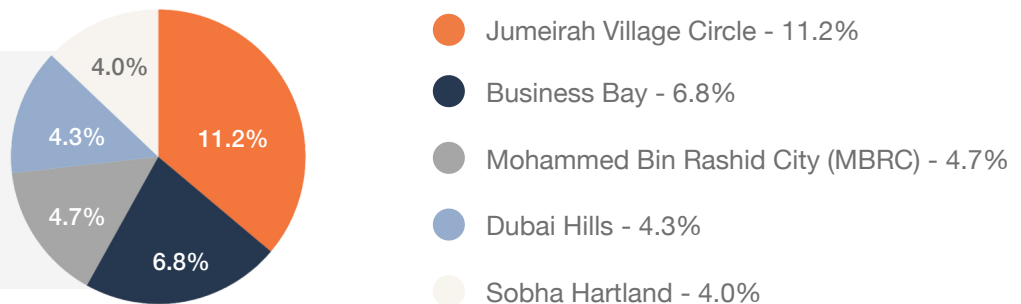 4.0%
11.2%
4.3%
4.7%
6.8%
Jumeirah Village Circle - 11.2%
Business Bay - 6.8%
Mohammed Bin Rashid City (MBRC) - 4.7%
Dubai Hills - 4.3%
Sobha Hartland - 4.0%